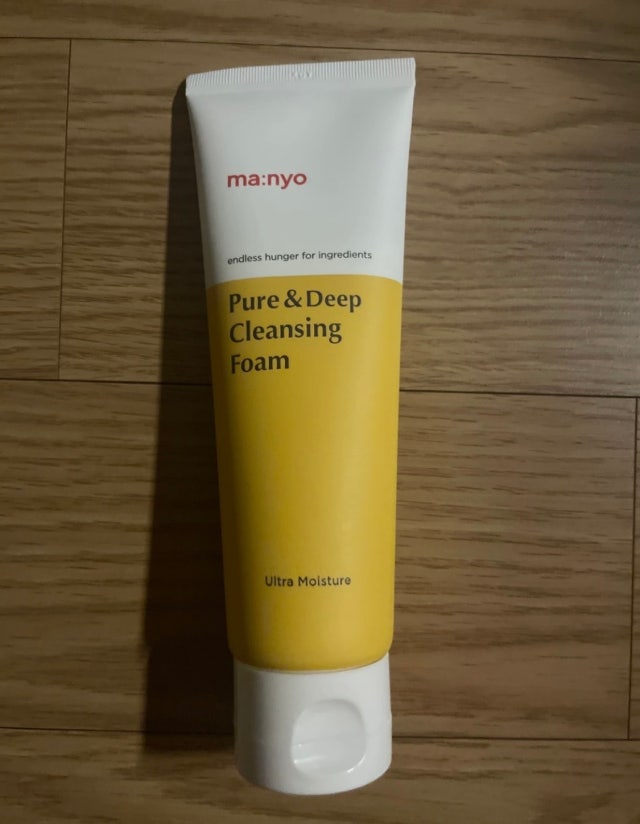 ma:nyo
endless hunger for ingredients
Pure & Deep
Cleansing
Foam
Ultra Moisture